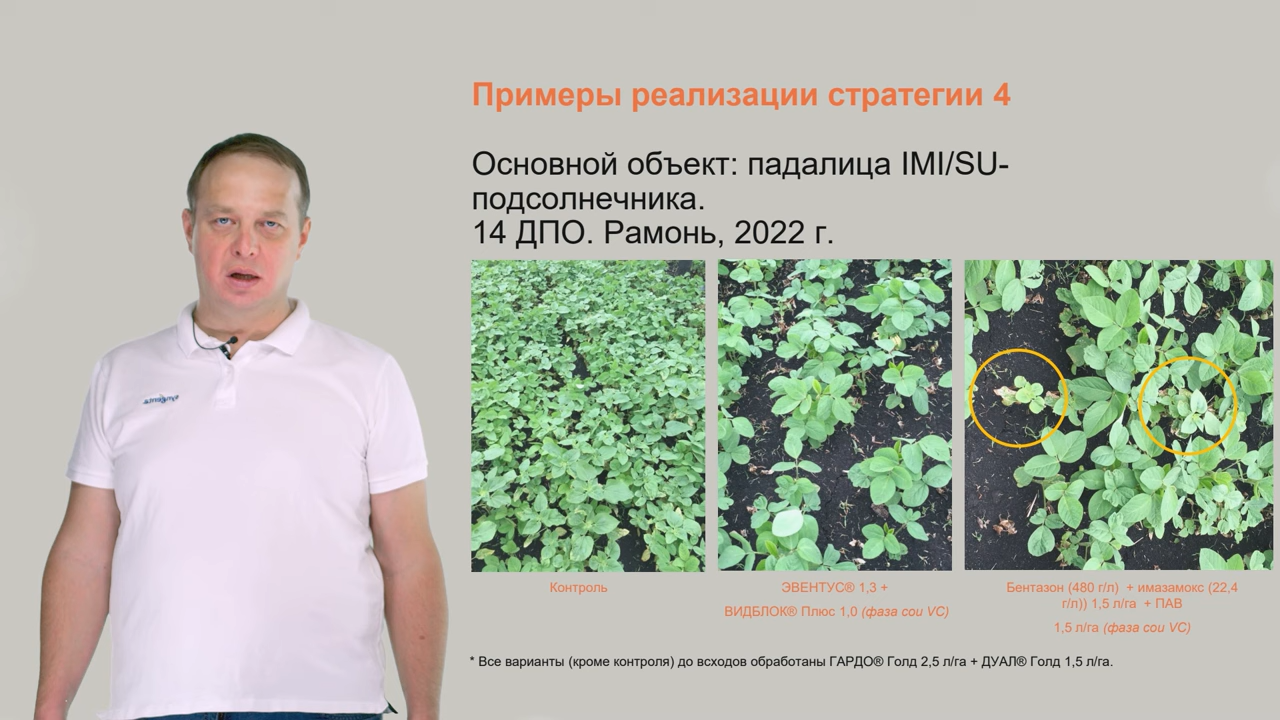 Примеры реализации стратегии 4
Основной объект: падалица IMI/SU-
подсолнечника.
14 ДПО. Рамонь, 2022 г.
Контроль
ЭВЕНТУС® 1,3 +
ВИДБЛОК® Плюс 1,0 (фаза сои VC)
Бентазон (480 г/л) + имазамокс (22,4
г/л)) 1,5 л/га + ПАВ
1,5 л/га (фаза сои VC)
* Все варианты (кроме контроля) до всходов обработаны ГАРДО® Голд 2,5 л/га + ДУАЛ® Голд 1,5 л/га.